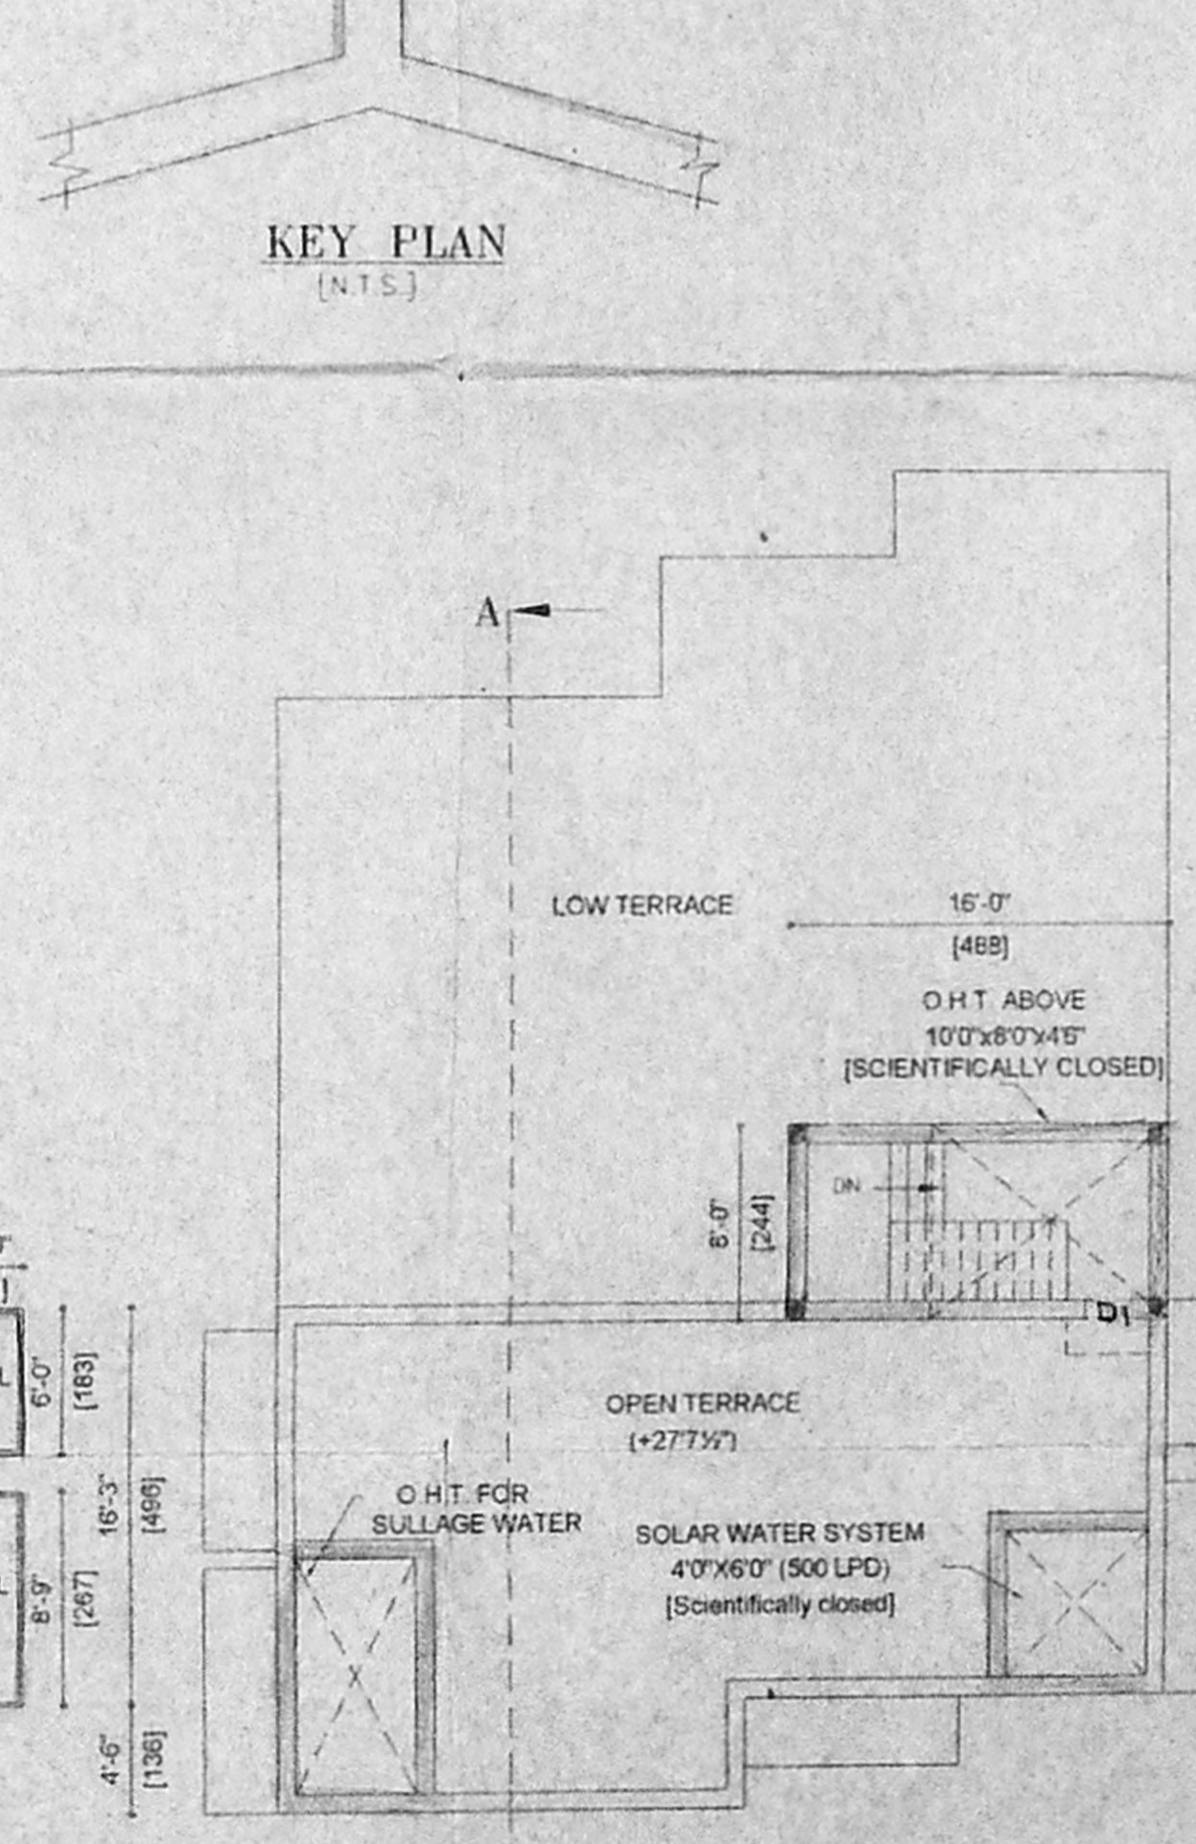 KEY PLAN
[N.T.S.]
A
LOW TERRACE
16'-0"
[488]
O.H.T. ABOVE
10'0"x8'0"x4'6"
[SCIENTIFICALLY CLOSED]
DN
8'-0"
[244]
D1
OPEN TERRACE
(+27'7½")
O.H.T. FOR
SULLAGE WATER
SOLAR WATER SYSTEM
4'0"X6'0" (500 LPD)
[Scientifically closed]
6'-0"
[183]
16'-3"
[496]
8'-9"
[267]
4'-6"
[136]